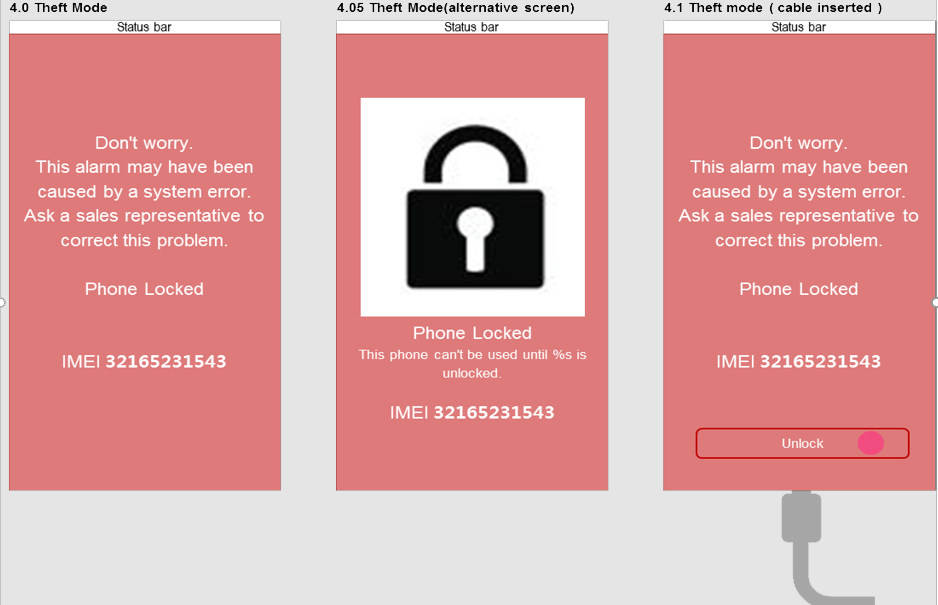 4.0 Theft Mode
Status bar
Don't worry.
This alarm may have been
caused by a system error.
Ask a sales representative to
correct this problem.
Phone Locked
IMEI 32165231543
4.05 Theft Mode(alternative screen)
Status bar
Phone Locked
This phone can't be used until %s is
unlocked.
IMEI 32165231543
4.1 Theft mode ( cable inserted )
Status bar
Don't worry.
This alarm may have been
caused by a system error.
Ask a sales representative to
correct this problem.
Phone Locked
IMEI 32165231543
Unlock